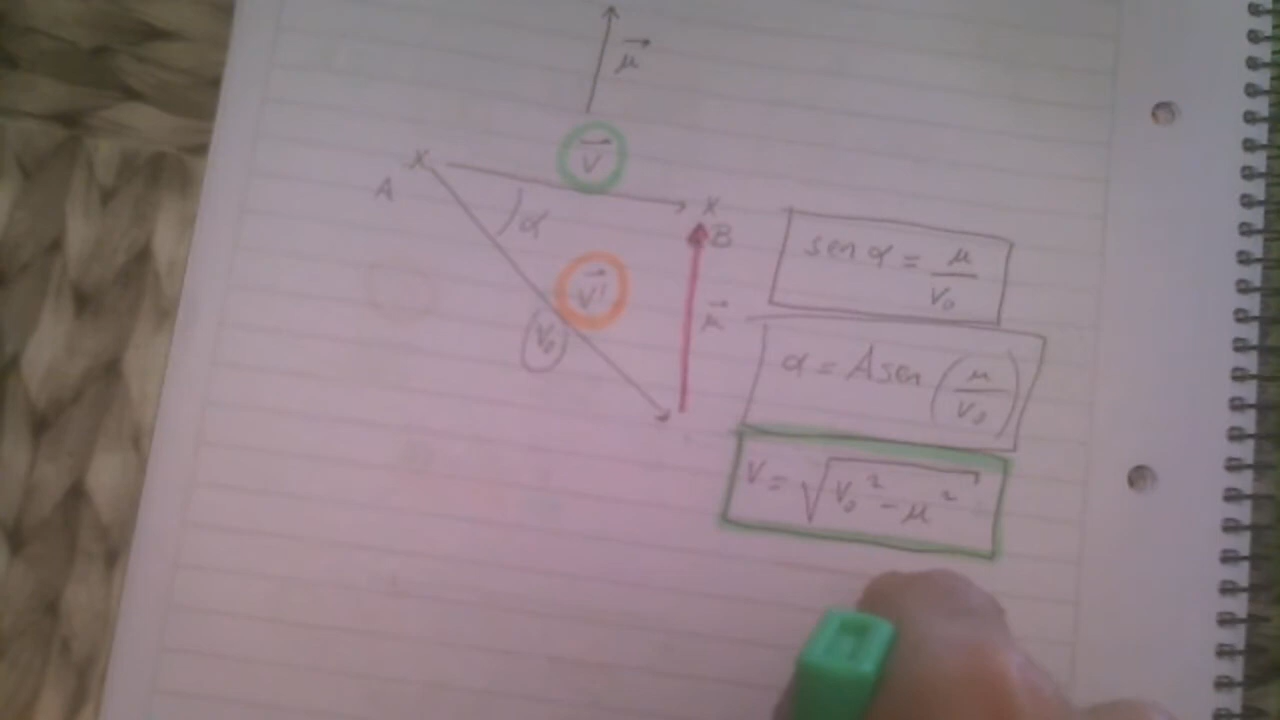 μ⃗
V⃗
x
A
α
x
B
V⃗'
V₀
μ⃗
sen α = μ/V₀
α = Asen (μ/V₀)
V = √(V₀² - μ²)